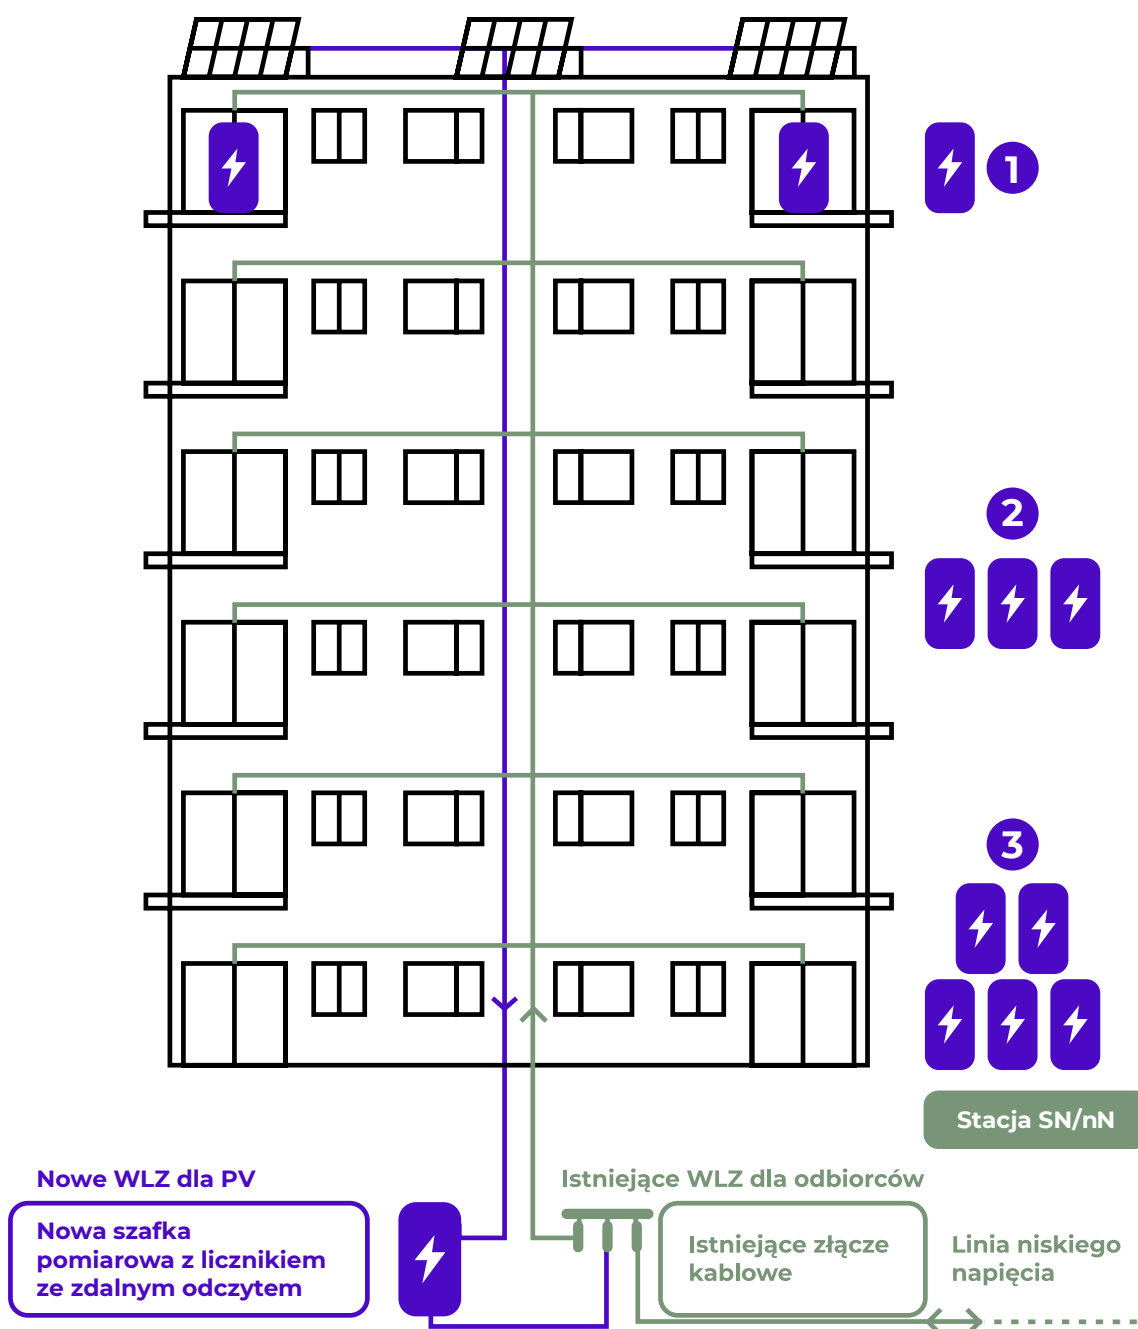 1
2
3
Stacja SN/nN
Nowe WLZ dla PV
Nowa szafka
pomiarowa z licznikiem
ze zdalnym odczytem
Istniejące WLZ dla odbiorców
Istniejące złącze
kablowe
Linia niskiego
napięcia